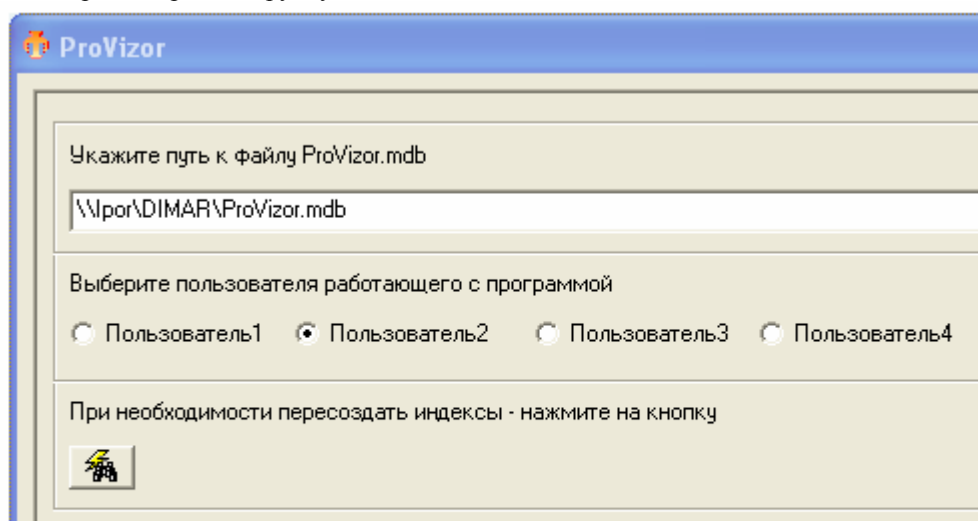 ProVizor
Укажите путь к файлу ProVizor.mdb
\\Ipor\DIMAR\ProVizor.mdb
Выберите пользователя работающего с программой
Пользователь1 Пользователь2 Пользователь3 Пользователь4
При необходимости пересоздать индексы - нажмите на кнопку